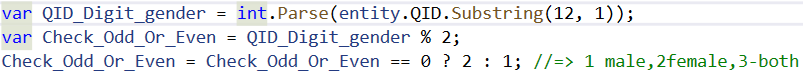 var QID_Digit_gender = int.Parse(entity.QID.Substring(12, 1));
var Check_Odd_Or_Even = QID_Digit_gender % 2;
Check_Odd_Or_Even = Check_Odd_Or_Even == 0 ? 2 : 1; //=> 1 male,2female,3-both